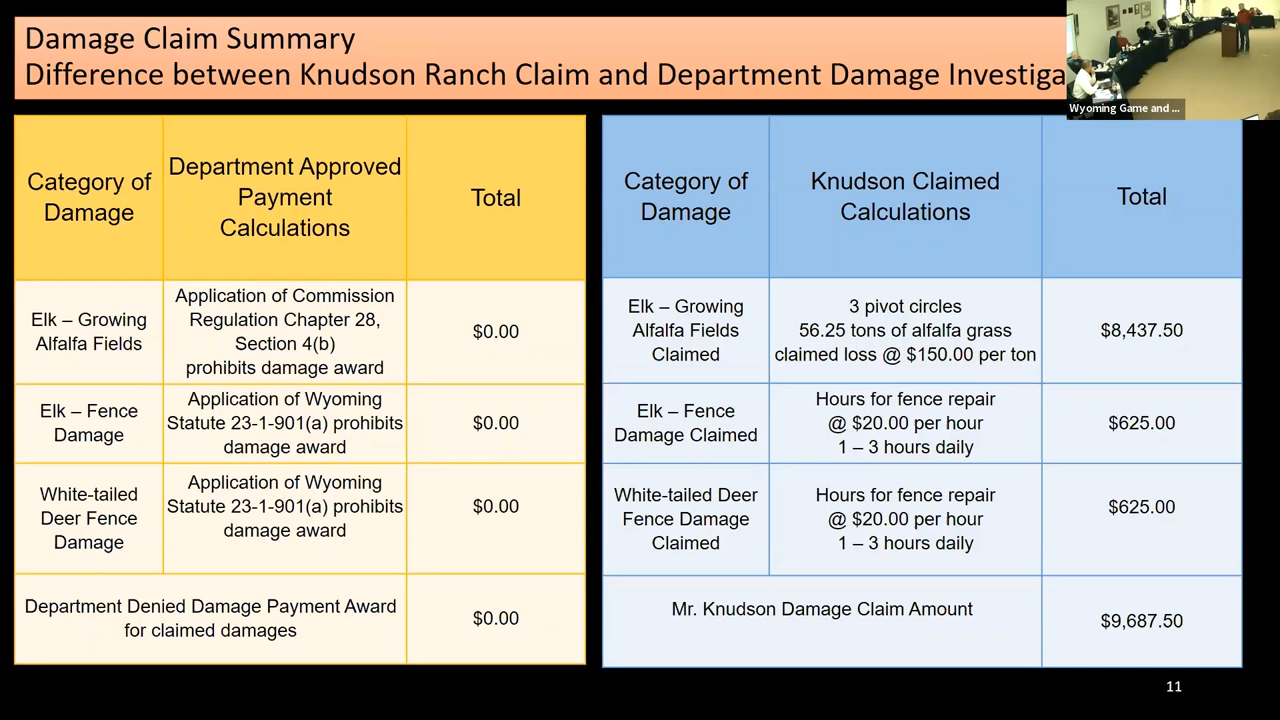 Damage Claim Summary
Difference between Knudson Ranch Claim and Department Damage
Wyoming Game and ...
Category of
Damage
Department Approved
Payment
Calculations
Total
Elk – Growing
Alfalfa Fields
Application of Commission
Regulation Chapter 28,
Section 4(b)
prohibits damage award
$0.00
Elk – Fence
Damage
Application of Wyoming
Statute 23-1-901(a) prohibits
damage award
$0.00
White-tailed
Deer Fence
Damage
Application of Wyoming
Statute 23-1-901(a) prohibits
damage award
$0.00
Department Denied Damage Payment Award
for claimed damages
$0.00
Category of
Damage
Knudson Claimed
Calculations
Total
Elk – Growing
Alfalfa Fields
Claimed
3 pivot circles
56.25 tons of alfalfa grass
claimed loss @ $150.00 per ton
$8,437.50
Elk – Fence
Damage Claimed
Hours for fence repair
@ $20.00 per hour
1 – 3 hours daily
$625.00
White-tailed Deer
Fence Damage
Claimed
Hours for fence repair
@ $20.00 per hour
1 – 3 hours daily
$625.00
Mr. Knudson Damage Claim Amount
$9,687.50
11